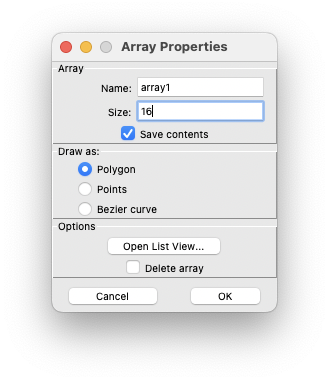 Array Properties
Array
Name: array1
Size: 16
Save contents
Draw as:
Polygon
Points
Bezier curve
Options
Open List View...
Delete array
Cancel OK